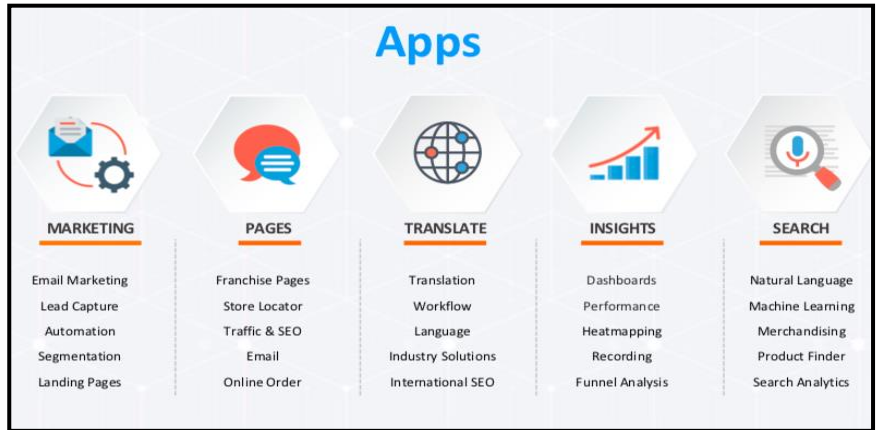 Apps
MARKETING
Email Marketing
Lead Capture
Automation
Segmentation
Landing Pages
PAGES
Franchise Pages
Store Locator
Traffic & SEO
Email
Online Order
TRANSLATE
Translation
Workflow
Language
Industry Solutions
International SEO
INSIGHTS
Dashboards
Performance
Heatmapping
Recording
Funnel Analysis
SEARCH
Natural Language
Machine Learning
Merchandising
Product Finder
Search Analytics